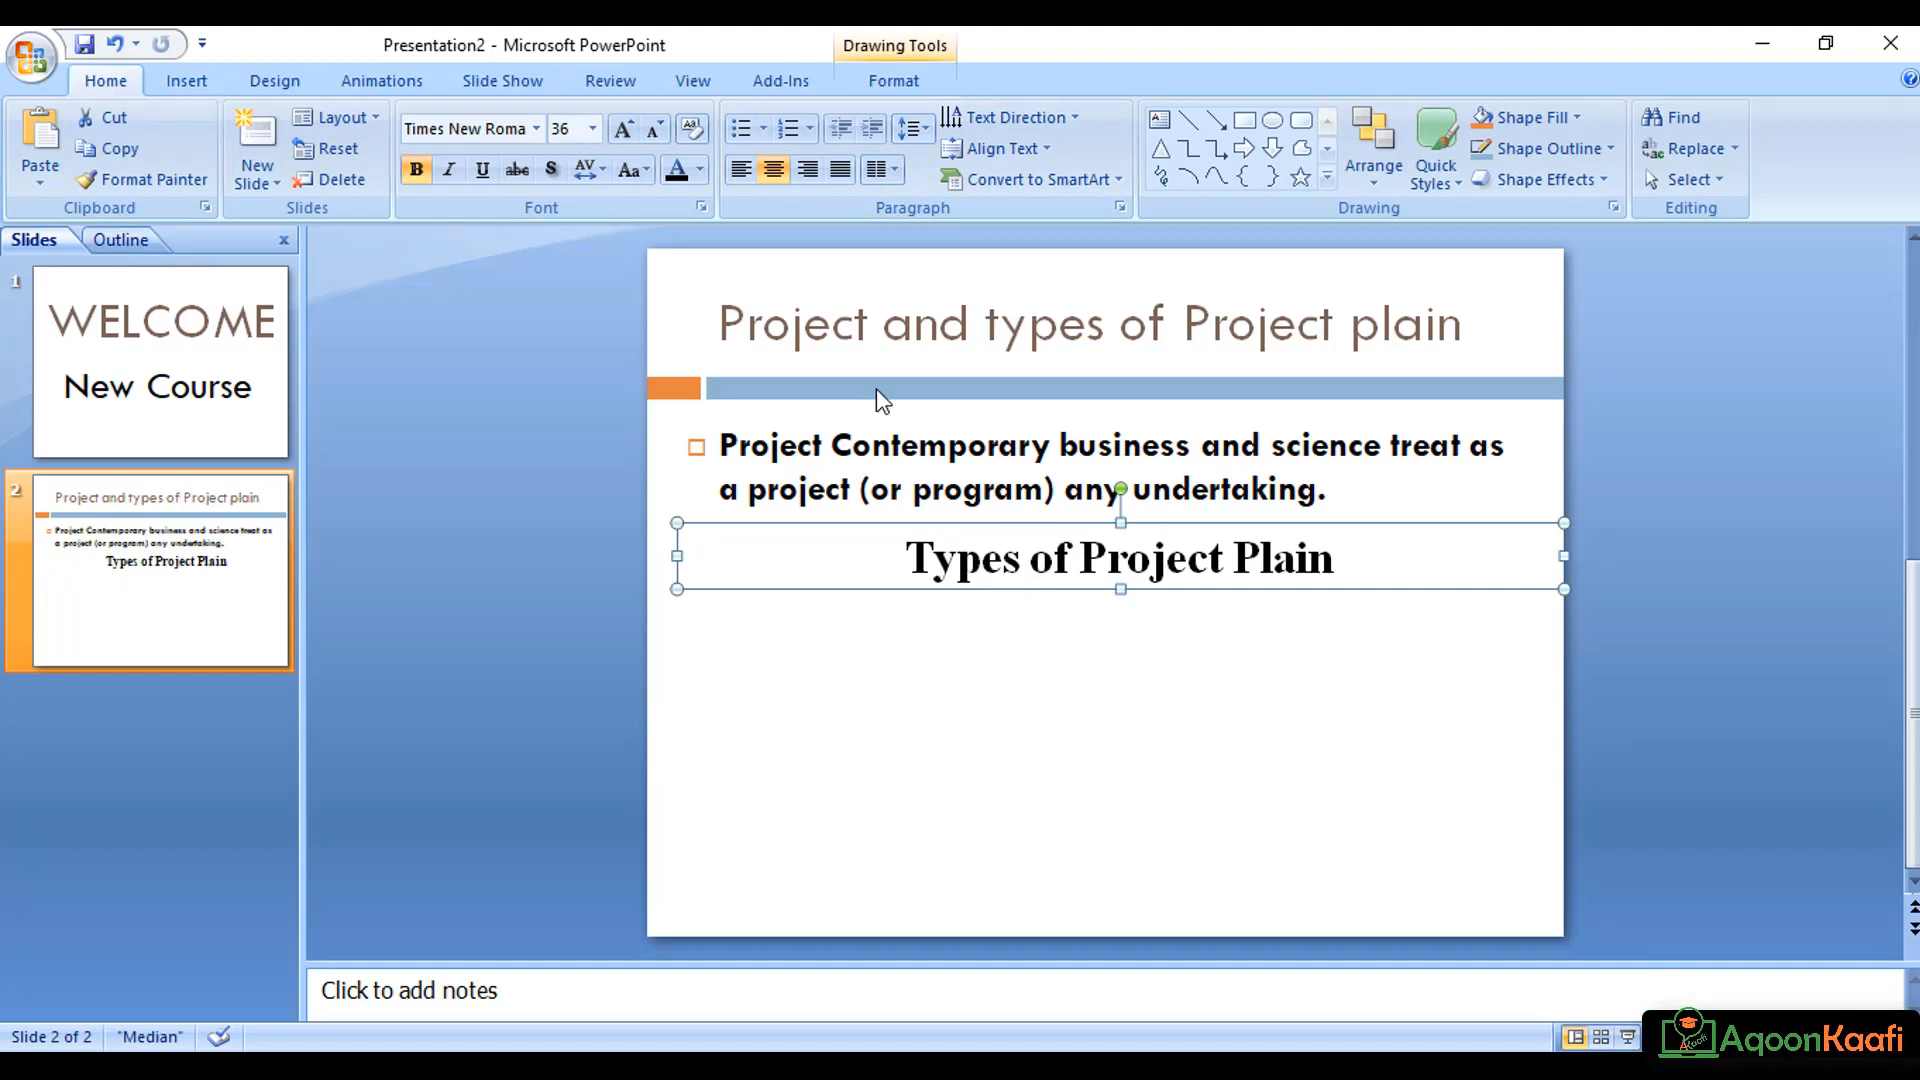 Presentation2 - Microsoft PowerPoint
Drawing Tools
Home Insert Design Animations Slide Show Review View Add-Ins Format
Paste
Cut
Copy
Format Painter
Clipboard
New Slide
Layout
Reset
Delete
Slides
Times New Roma 36
B I U abc S AV Aa A
Font
Text Direction
Align Text
Convert to SmartArt
Paragraph
Arrange
Quick Styles
Shape Fill
Shape Outline
Shape Effects
Drawing
Find
Replace
Select
Editing
Slides Outline x
1
WELCOME
New Course
2
Project and types of Project plain
Project Contemporary business and science treat as
a project (or program) any undertaking.
Types of Project Plain
Project and types of Project plain
Project Contemporary business and science treat as
a project (or program) any undertaking.
Types of Project Plain
Click to add notes
Slide 2 of 2 "Median"
AqoonKaafi